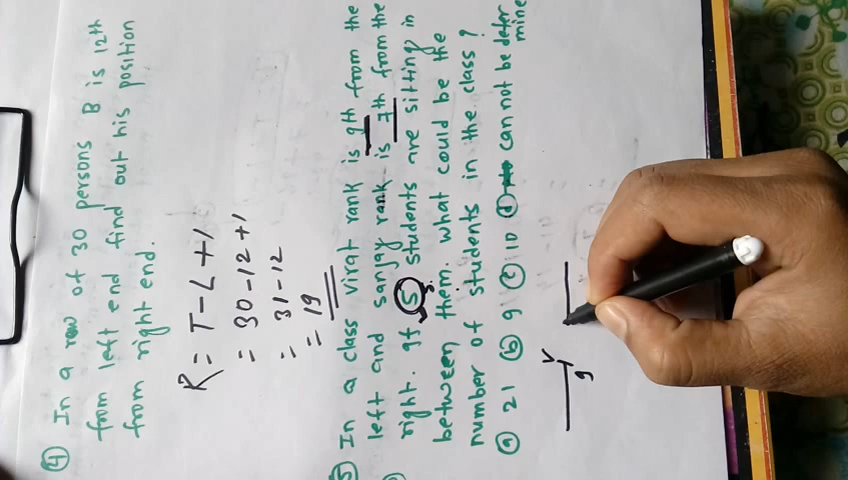 ④ In a row of 30 persons B is 12th
from left end find out his position
from right end.
R = T - L + 1
= 30-12+1
= 31-12
= 19
⑤ In a class virat rank is 9th from the
left and sanjay rank is 7th from the
right. If 5 students are sitting in
between them. what could be the
number of students in the class?
ⓐ 21 ⓑ 9 ⓒ 10 ⓓ can not be deter
mine
V
9